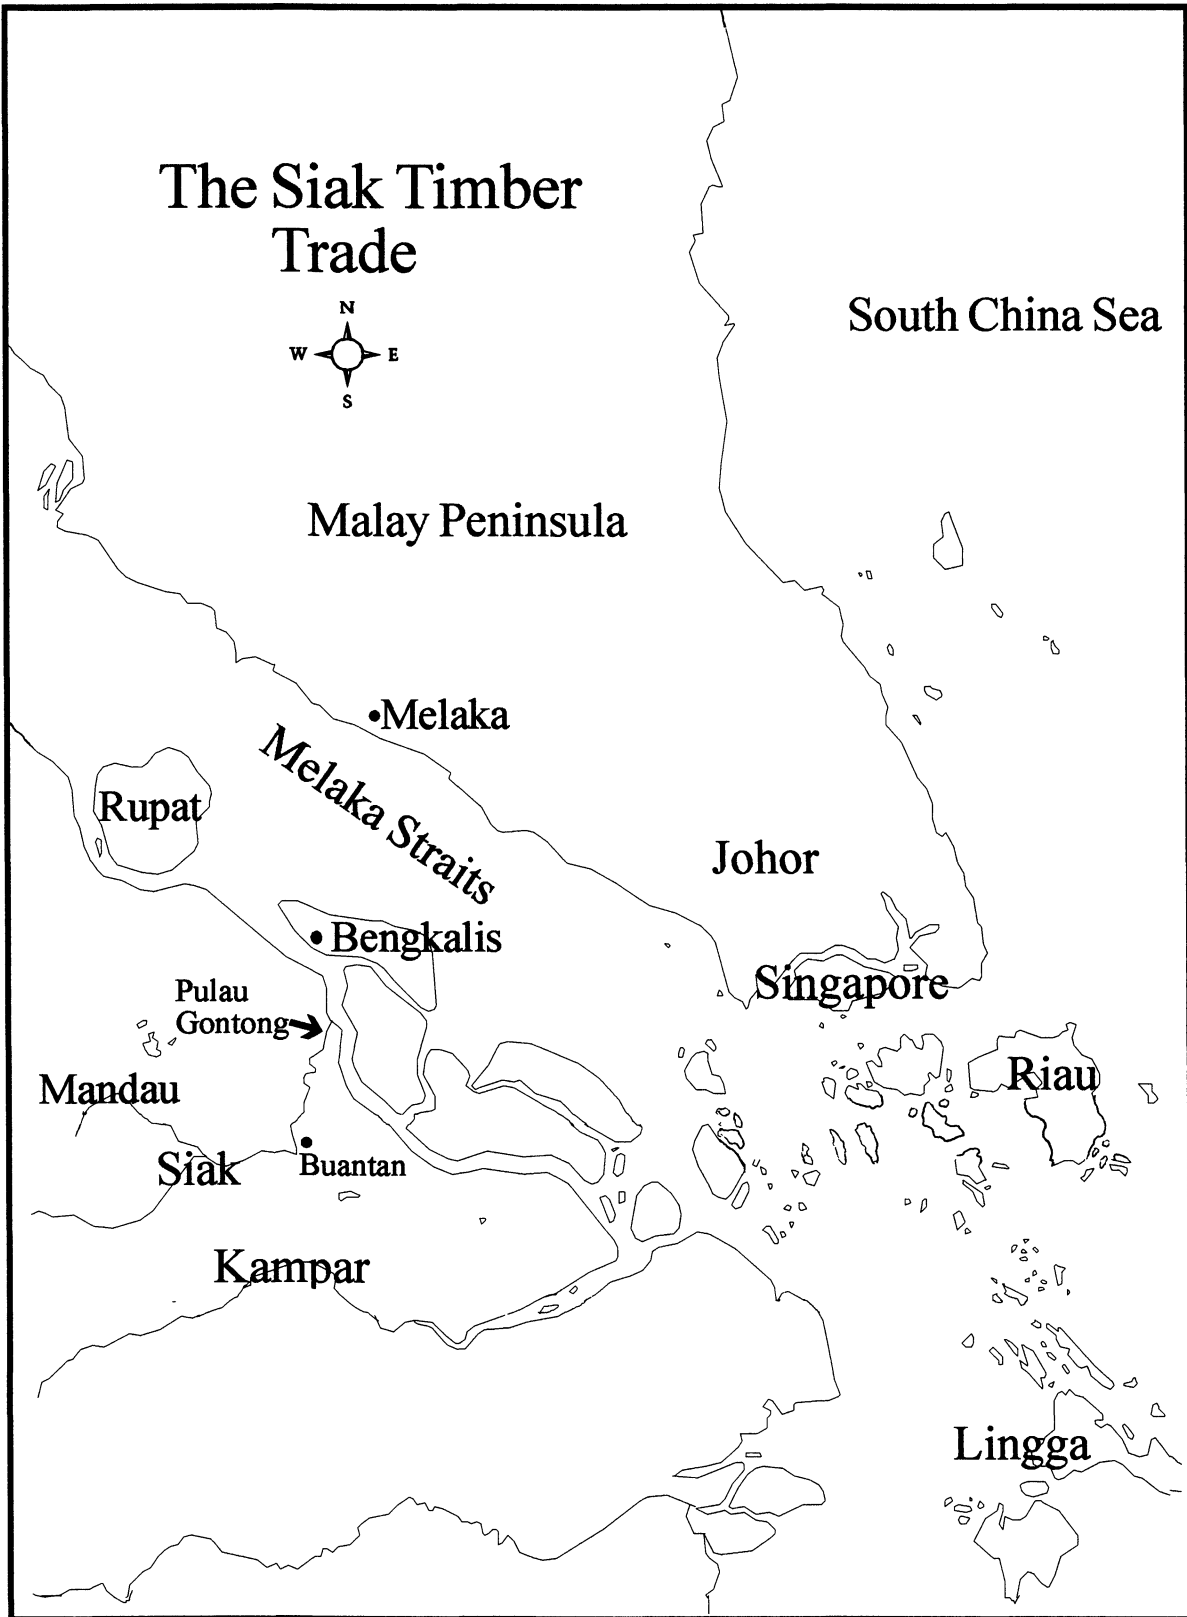 The Siak Timber
Trade
N
W E
S
South China Sea
Malay Peninsula
Melaka
Melaka Straits
Rupat
Johor
Bengkalis
Singapore
Pulau
Gontong
Mandau
Riau
Siak
Buantan
Kampar
Lingga